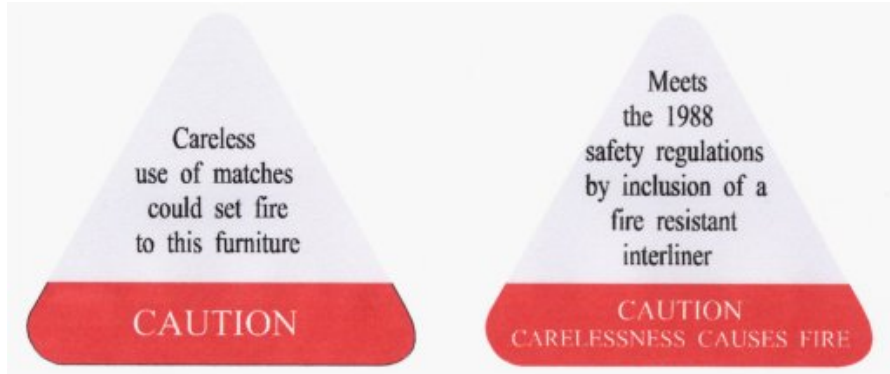 Careless
use of matches
could set fire
to this furniture
CAUTION
Meets
the 1988
safety regulations
by inclusion of a
fire resistant
interliner
CAUTION
CARELESSNESS CAUSES FIRE